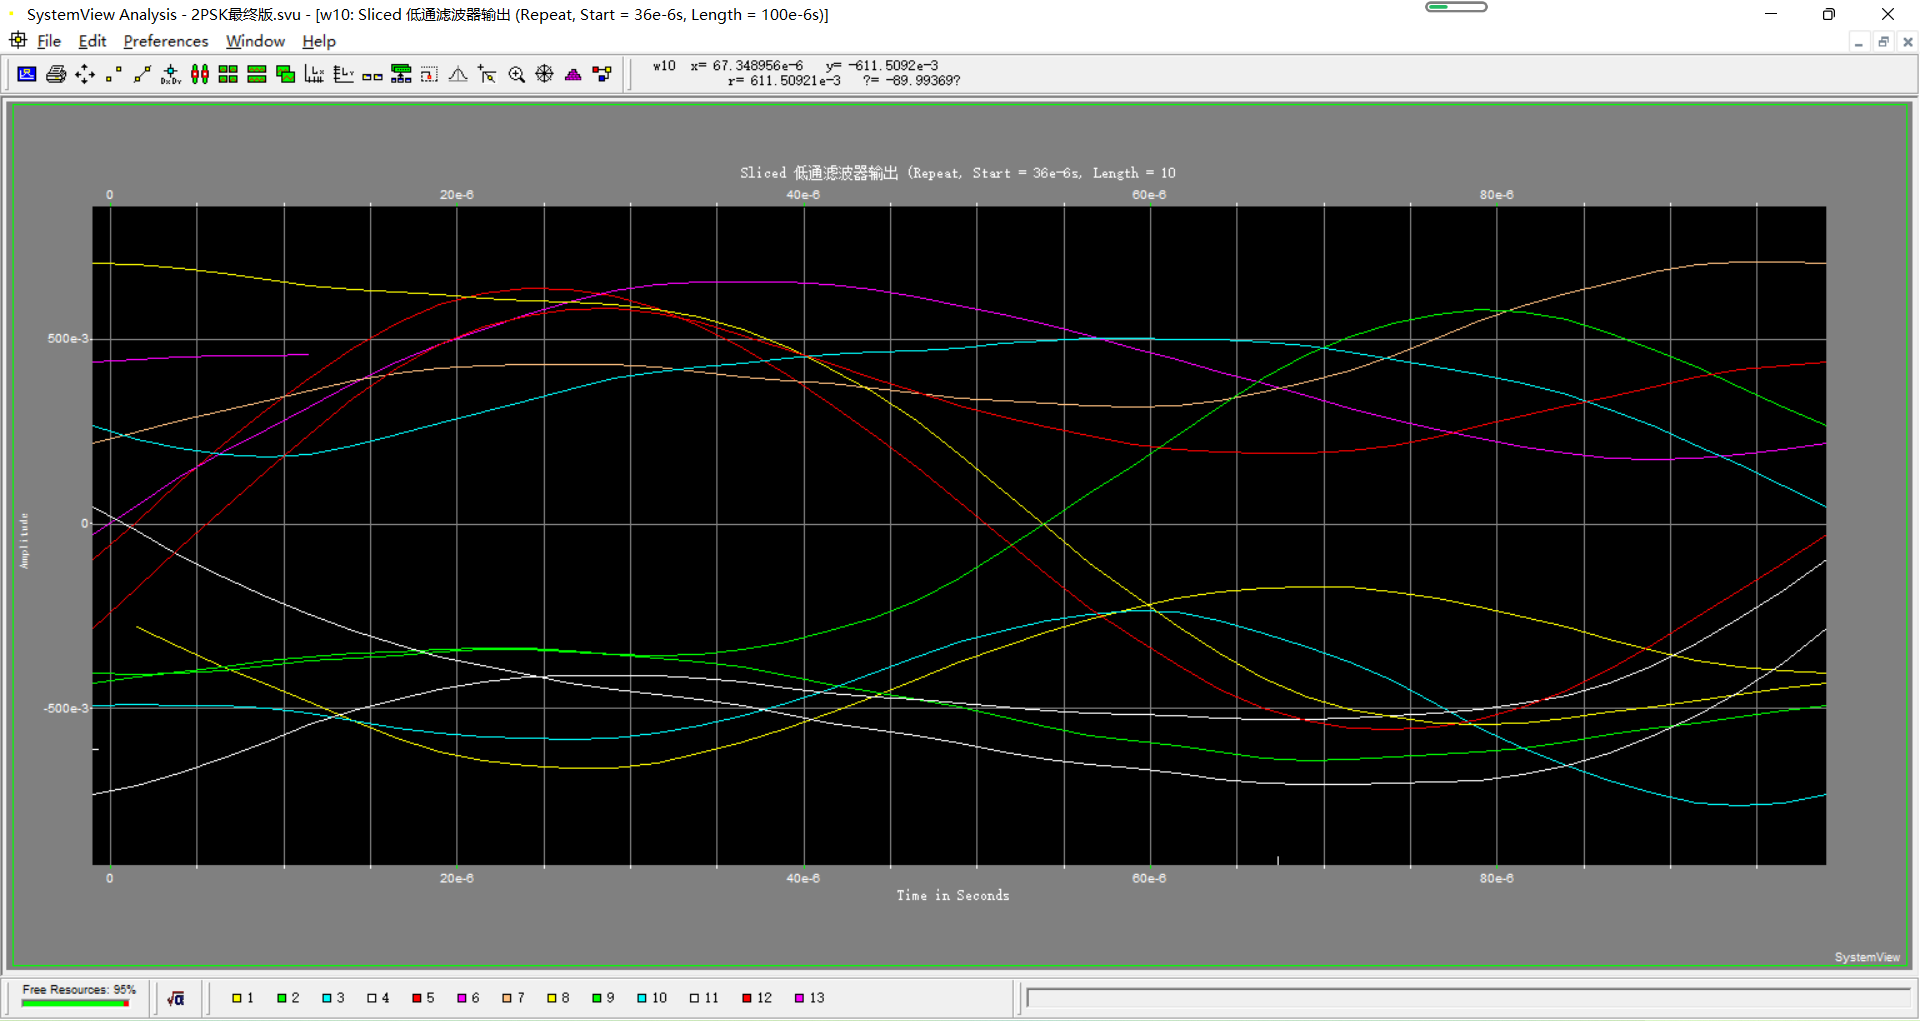 SystemView Analysis - 2PSK最终版.svu - [w10: Sliced 低通滤波器输出 (Repeat, Start = 36e-6s, Length = 100e-6s)]
File Edit Preferences Window Help
w10 x= 67.348956e-6 y= -611.5092e-3
r= 611.50921e-3 ?= -89.99369?
Sliced 低通滤波器输出 (Repeat, Start = 36e-6s, Length = 10
0 20e-6 40e-6 60e-6 80e-6
500e-3
0
-500e-3
Amplitude
0 20e-6 40e-6 60e-6 80e-6
Time in Seconds
SystemView
Free Resources: 95%
√α
1 2 3 4 5 6 7 8 9 10 11 12 13